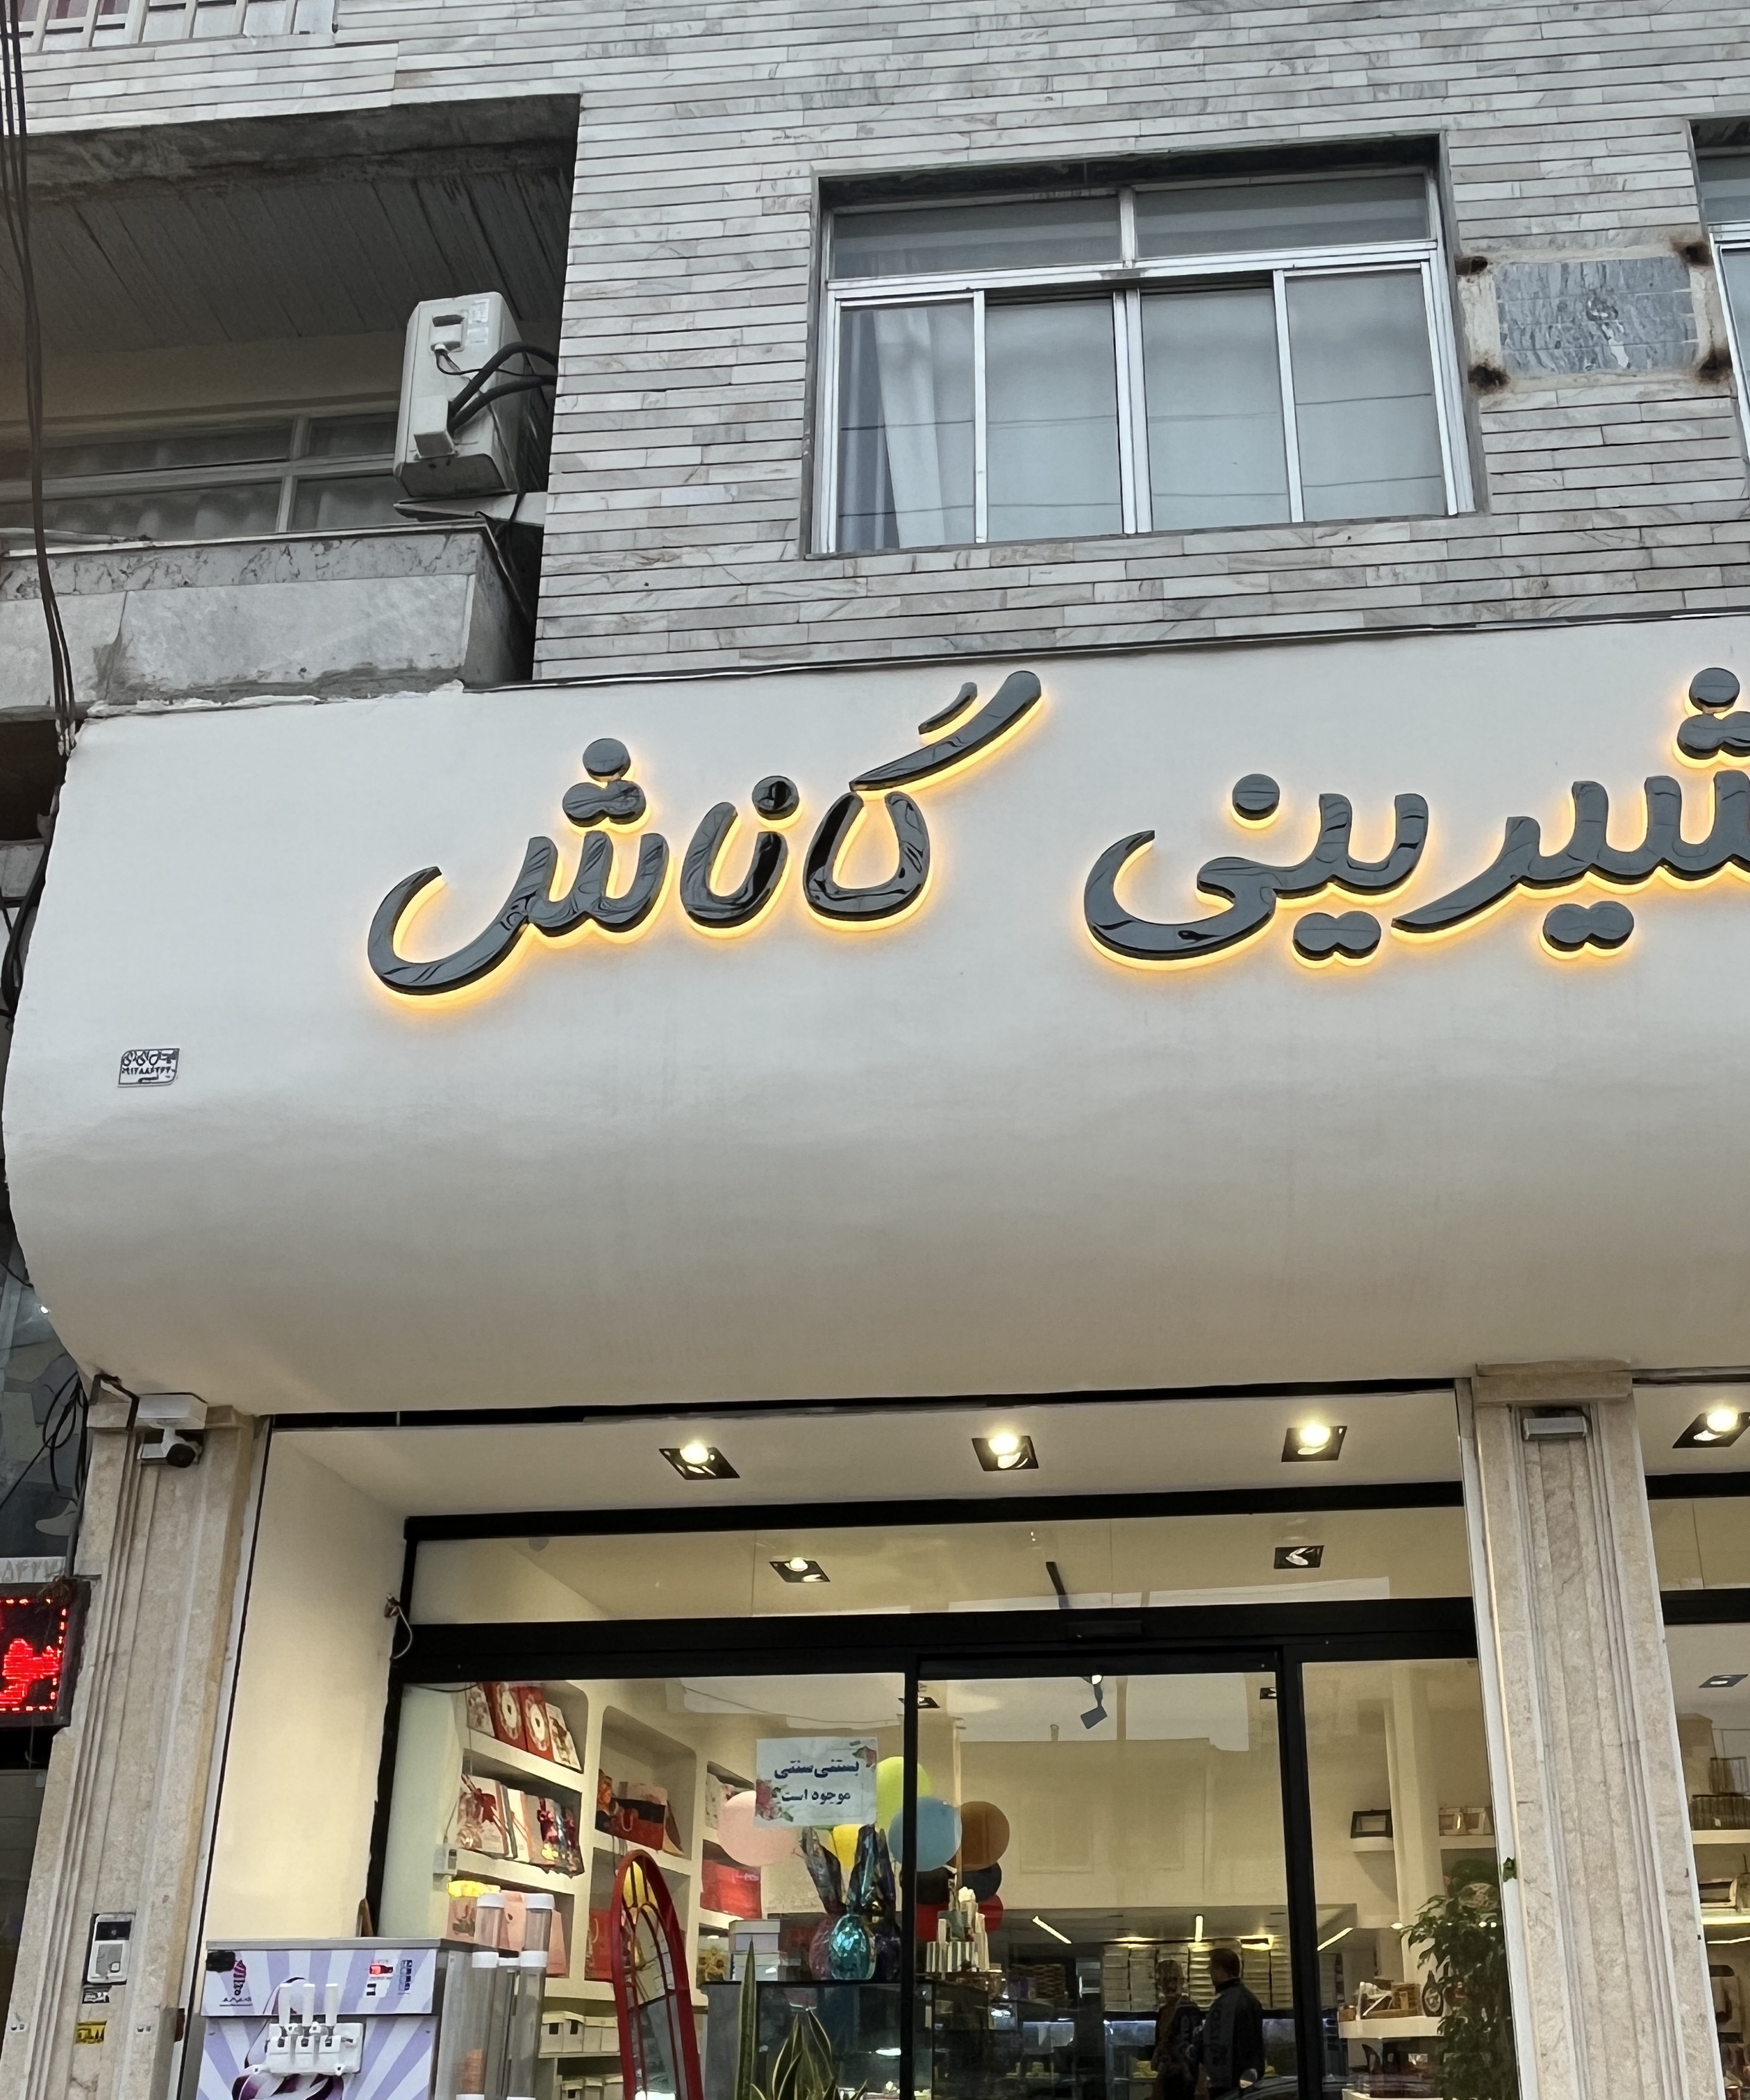 شیرینی گاناش
بستنی سنتی
موجود است